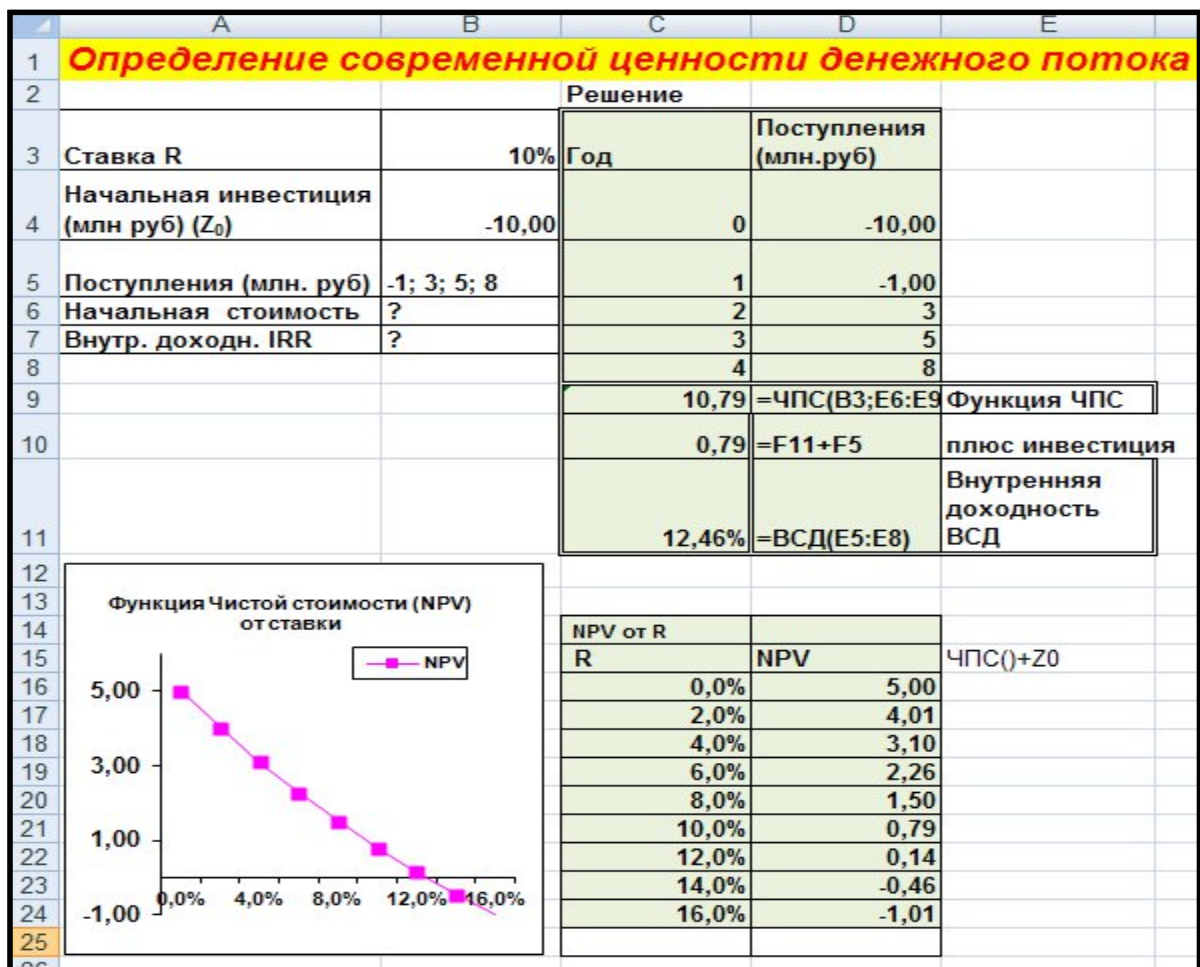 A B C D E
1 Определение современной ценности денежного потока
2 Решение
Поступления
3 Ставка R 10% Год (млн.руб)
Начальная инвестиция
4 (млн руб) (Z₀) -10,00 0 -10,00
5 Поступления (млн. руб) -1; 3; 5; 8 1 -1,00
6 Начальная стоимость ? 2 3
7 Внутр. доходн. IRR ? 3 5
8 4 8
9 10,79 =ЧПС(B3;E6:E9 Функция ЧПС
10 0,79 =F11+F5 плюс инвестиция
Внутренняя
доходность
11 12,46% =ВСД(E5:E8) ВСД
12
13
14 NPV от R
15 R NPV ЧПС()+Z0
16 0,0% 5,00
17 2,0% 4,01
18 4,0% 3,10
19 6,0% 2,26
20 8,0% 1,50
21 10,0% 0,79
22 12,0% 0,14
23 14,0% -0,46
24 16,0% -1,01
25
Функция Чистой стоимости (NPV)
от ставки
NPV
5,00
3,00
1,00
-1,00
0,0% 4,0% 8,0% 12,0% 16,0%